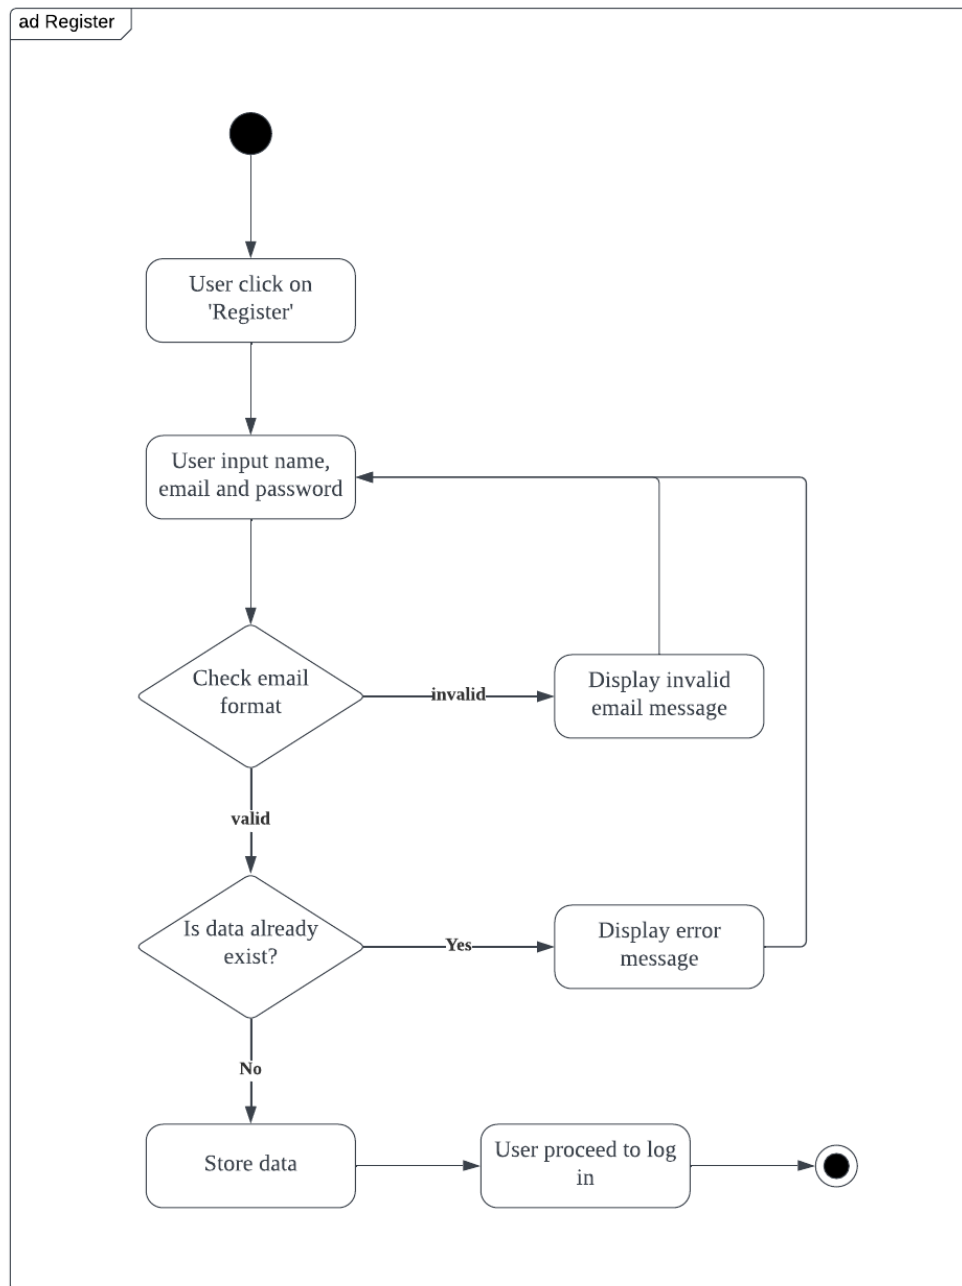 ad Register
User click on
'Register'
User input name,
email and password
Check email
format
invalid
Display invalid
email message
valid
Is data already
exist?
Yes
Display error
message
No
Store data
User proceed to log
in